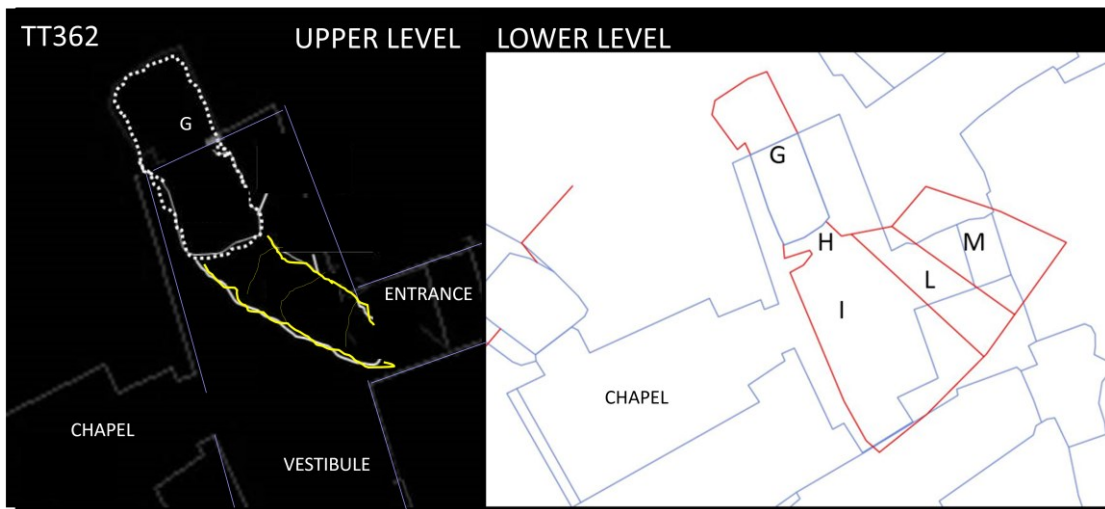 TT362
UPPER LEVEL
LOWER LEVEL
G
ENTRANCE
CHAPEL
VESTIBULE
G
H
M
L
I
CHAPEL